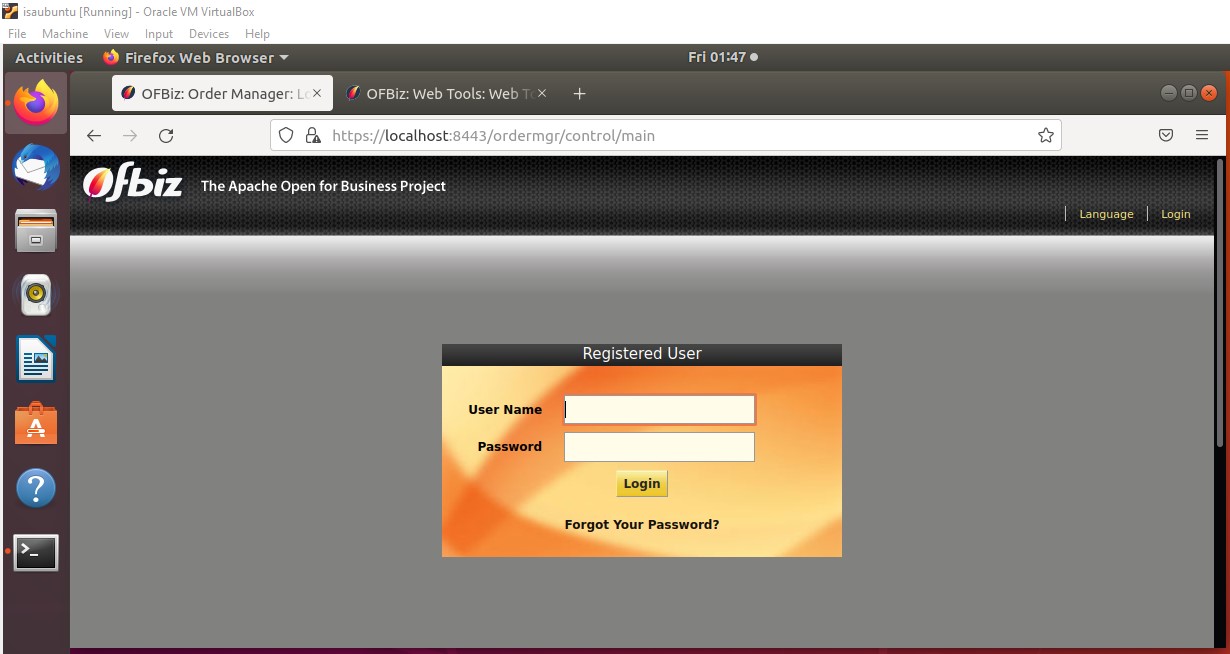 isaubuntu [Running] - Oracle VM VirtualBox
File Machine View Input Devices Help
Activities Firefox Web Browser Fri 01:47
OFBiz: Order Manager: Lo OFBiz: Web Tools: Web To
https://localhost:8443/ordermgr/control/main
Ofbiz The Apache Open for Business Project
Language Login
Registered User
User Name
Password
Login
Forgot Your Password?